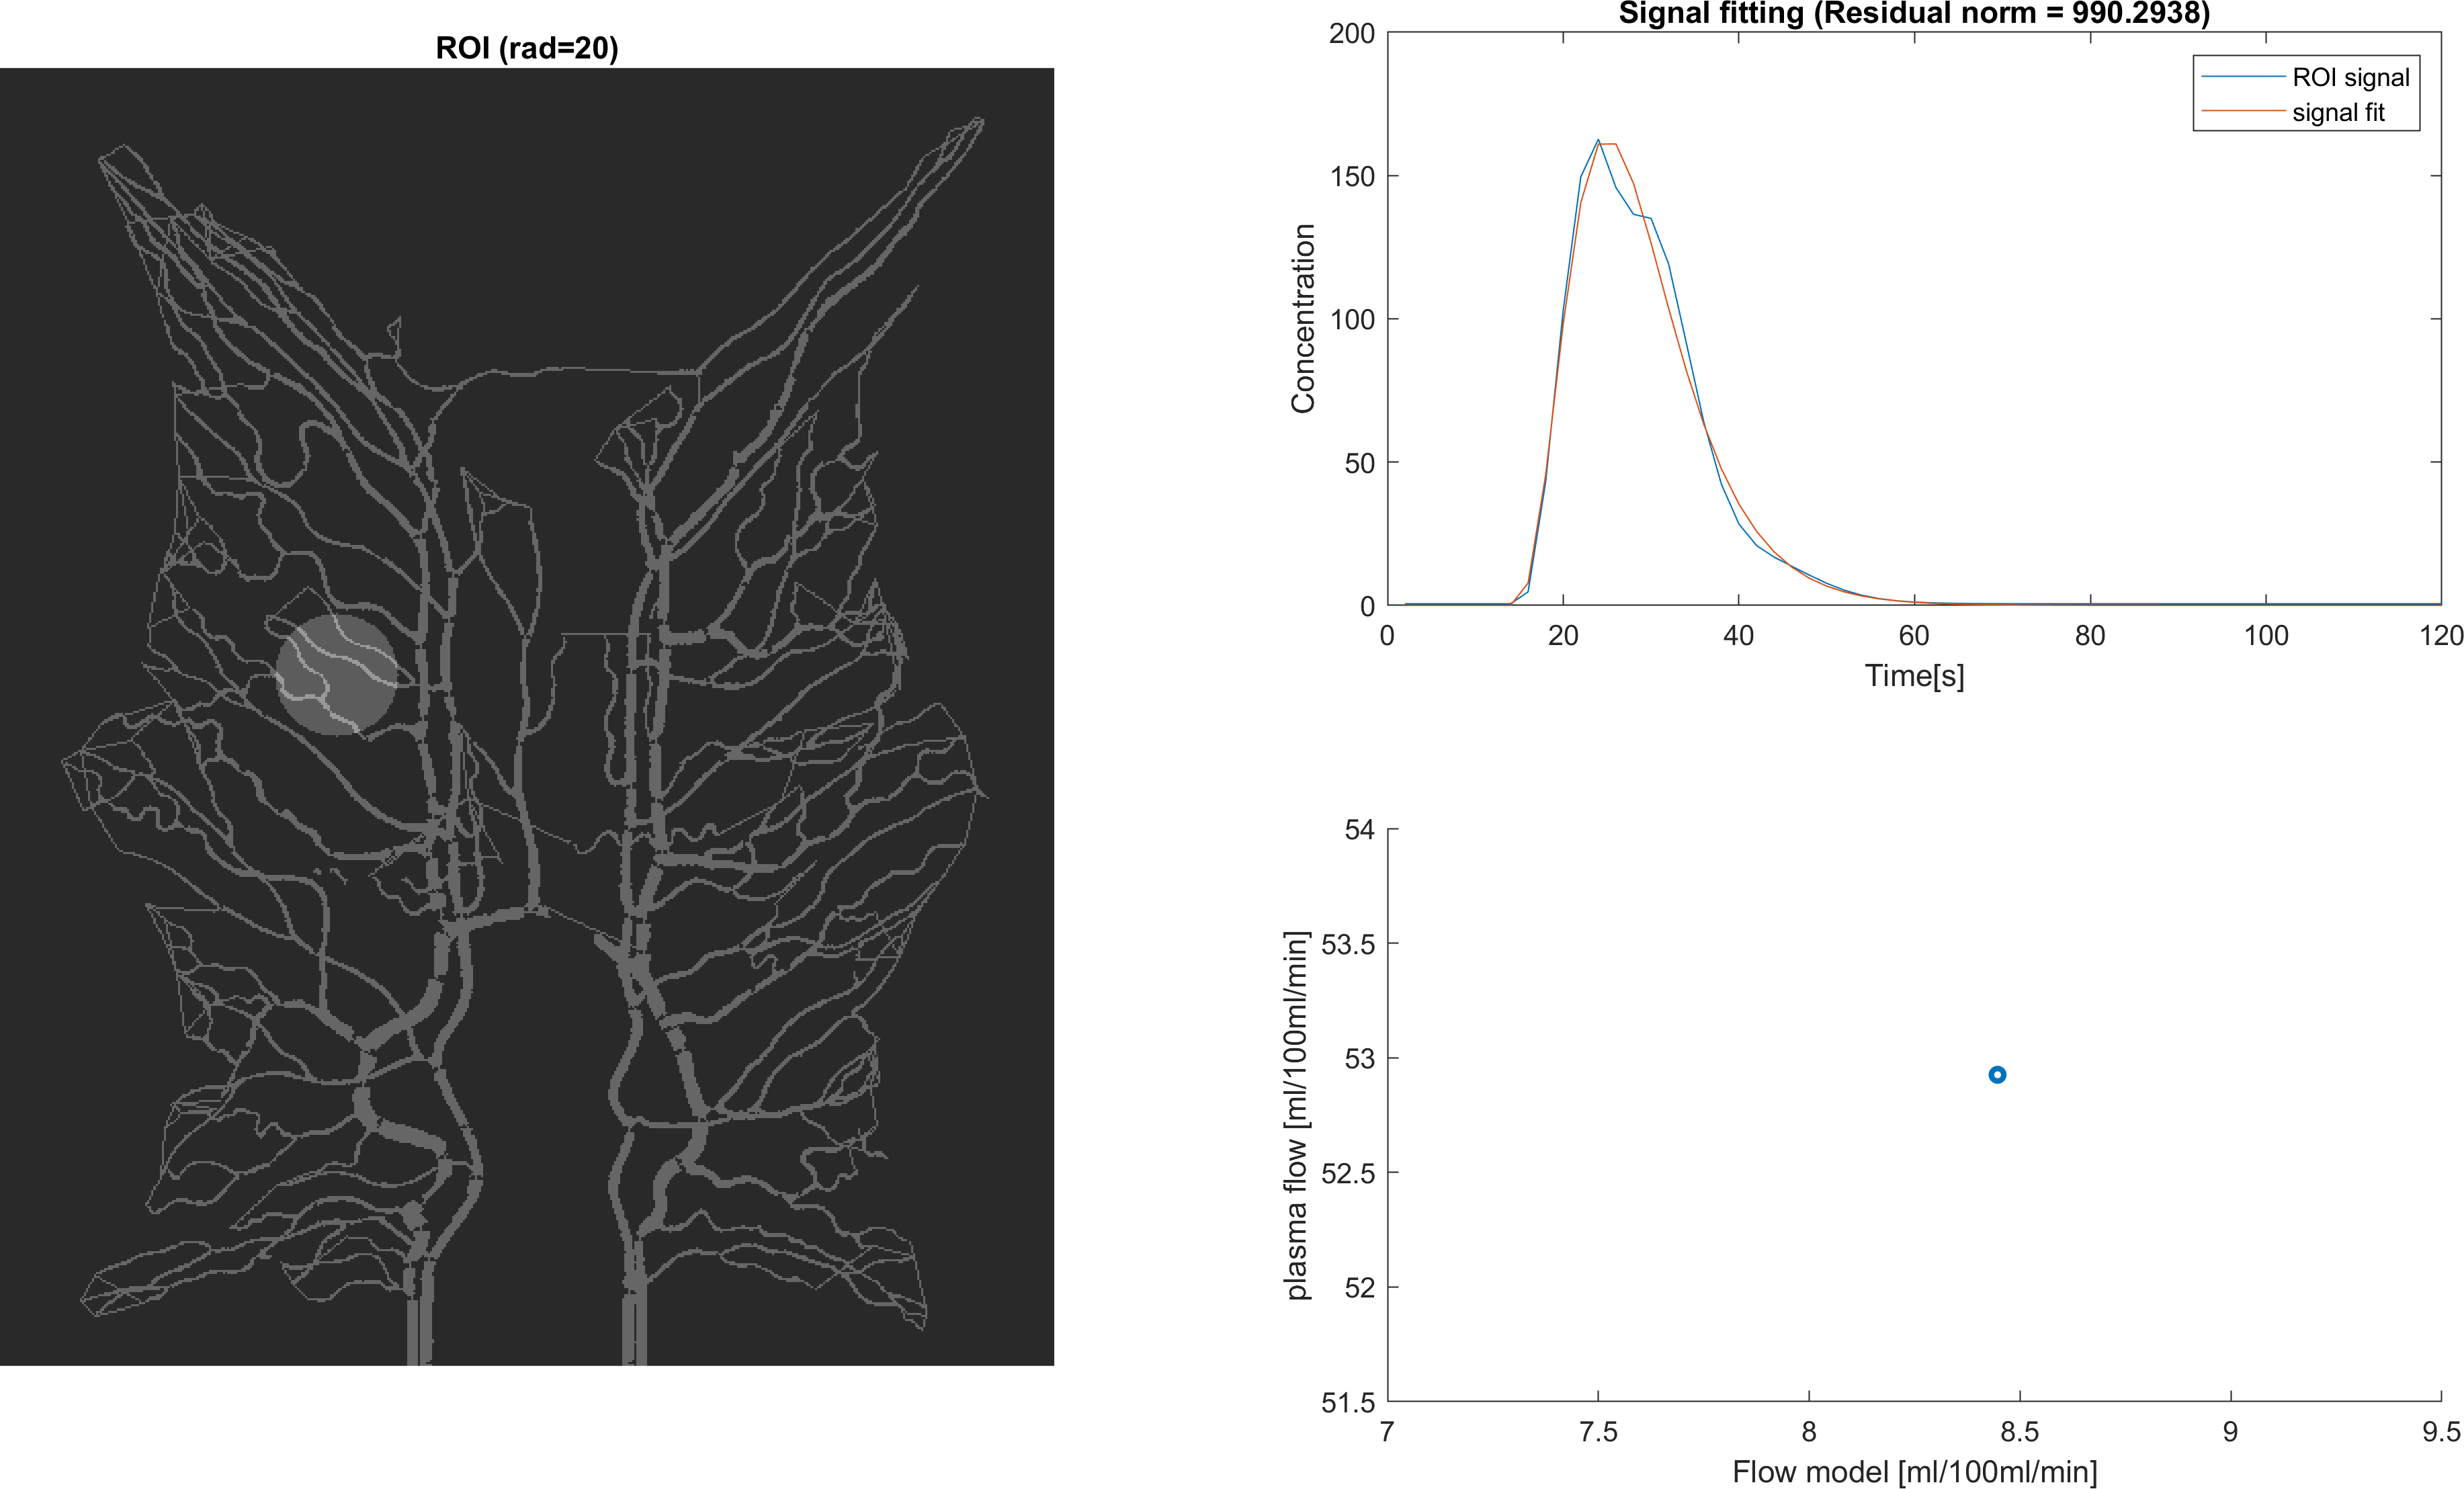 ROI (rad=20)
Signal fitting (Residual norm = 990.2938)
200
150
100
50
0
Concentration
ROI signal
signal fit
0 20 40 60 80 100 120
Time[s]
54
53.5
53
52.5
52
51.5
plasma flow [ml/100ml/min]
7 7.5 8 8.5 9 9.5
Flow model [ml/100ml/min]